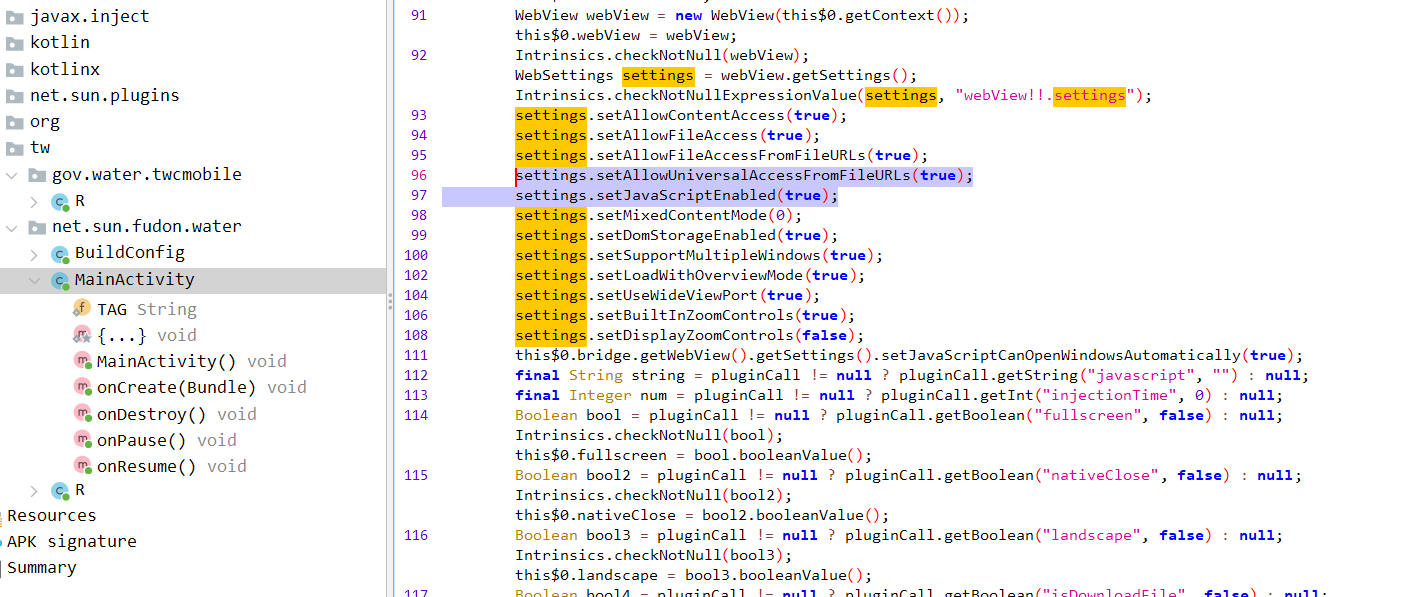 javax.inject
kotlin
kotlinx
net.sun.plugins
org
tw
gov.water.twcmobile
R
net.sun.fudon.water
BuildConfig
MainActivity
TAG String
{...} void
MainActivity() void
onCreate(Bundle) void
onDestroy() void
onPause() void
onResume() void
R
Resources
APK signature
Summary
91 WebView webView = new WebView(this$0.getContext());
this$0.webView = webView;
92 Intrinsics.checkNotNull(webView);
WebSettings settings = webView.getSettings();
Intrinsics.checkNotNullExpressionValue(settings, "webView!!.settings");
93 settings.setAllowContentAccess(true);
94 settings.setAllowFileAccess(true);
95 settings.setAllowFileAccessFromFileURLs(true);
96 settings.setAllowUniversalAccessFromFileURLs(true);
97 settings.setJavaScriptEnabled(true);
98 settings.setMixedContentMode(0);
99 settings.setDomStorageEnabled(true);
100 settings.setSupportMultipleWindows(true);
102 settings.setLoadWithOverviewMode(true);
104 settings.setUseWideViewPort(true);
106 settings.setBuiltInZoomControls(true);
108 settings.setDisplayZoomControls(false);
111 this$0.bridge.getWebView().getSettings().setJavaScriptCanOpenWindowsAutomatically(true);
112 final String string = pluginCall != null ? pluginCall.getString("javascript", "") : null;
113 final Integer num = pluginCall != null ? pluginCall.getInt("injectionTime", 0) : null;
114 Boolean bool = pluginCall != null ? pluginCall.getBoolean("fullscreen", false) : null;
Intrinsics.checkNotNull(bool);
this$0.fullscreen = bool.booleanValue();
115 Boolean bool2 = pluginCall != null ? pluginCall.getBoolean("nativeClose", false) : null;
Intrinsics.checkNotNull(bool2);
this$0.nativeClose = bool2.booleanValue();
116 Boolean bool3 = pluginCall != null ? pluginCall.getBoolean("landscape", false) : null;
Intrinsics.checkNotNull(bool3);
this$0.landscape = bool3.booleanValue();
117 Boolean bool4 = pluginCall != null ? pluginCall.getBoolean("isDownloadFile", false) : null;